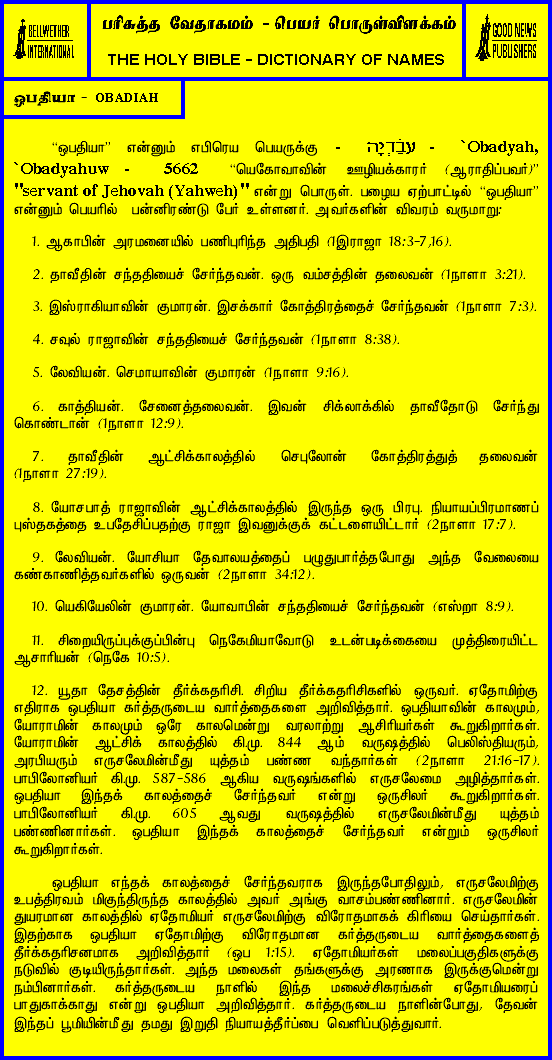 BELLWETHER
INTERNATIONAL
பரிசுத்த வேதாகமம் - பெயர் பொருள்விளக்கம்
THE HOLY BIBLE - DICTIONARY OF NAMES
GOOD NEWS
PUBLISHERS
ஒபதியா - OBADIAH
“ஒபதியா” என்னும் எபிரெய பெயருக்கு - עֹבַדְיָה - `Obadyah,
`Obadyahuw - 5662 “யெகோவாவின் ஊழியக்காரர் (ஆராதிப்பவர்)”
"servant of Jehovah (Yahweh)" என்று பொருள். பழைய ஏற்பாட்டில் “ஒபதியா”
என்னும் பெயரில் பன்னிரண்டு பேர் உள்ளனர். அவர்களின் விவரம் வருமாறு:
1. ஆகாபின் அரமனையில் பணிபுரிந்த அதிபதி (1இராஜா 18:3-7,16).
2. தாவீதின் சந்ததியைச் சேர்ந்தவன். ஒரு வம்சத்தின் தலைவன் (1நாளா 3:21).
3. இஸ்ராகியாவின் குமாரன். இசக்கார் கோத்திரத்தைச் சேர்ந்தவன் (1நாளா 7:3).
4. சவுல் ராஜாவின் சந்ததியைச் சேர்ந்தவன் (1நாளா 8:38).
5. லேவியன். செமாயாவின் குமாரன் (1நாளா 9:16).
6. காத்தியன். சேனைத்தலைவன். இவன் சிக்லாக்கில் தாவீதோடு சேர்ந்து
கொண்டான் (1நாளா 12:9).
7. தாவீதின் ஆட்சிக்காலத்தில் செபுலோன் கோத்திரத்துத் தலைவன்
(1நாளா 27:19).
8. யோசபாத் ராஜாவின் ஆட்சிக்காலத்தில் இருந்த ஒரு பிரபு. நியாயப்பிரமாணப்
புஸ்தகத்தை உபதேசிப்பதற்கு ராஜா இவனுக்குக் கட்டளையிட்டார் (2நாளா 17:7).
9. லேவியன். யோசியா தேவாலயத்தைப் பழுதுபார்த்தபோது அந்த வேலையை
கண்காணித்தவர்களில் ஒருவன் (2நாளா 34:12).
10. யெகியேலின் குமாரன். யோவாபின் சந்ததியைச் சேர்ந்தவன் (எஸ்றா 8:9).
11. சிறையிருப்புக்குப்பின்பு நெகேமியாவோடு உடன்படிக்கையை முத்திரையிட்ட
ஆசாரியன் (நெகே 10:5).
12. யூதா தேசத்தின் தீர்க்கதரிசி. சிறிய தீர்க்கதரிசிகளில் ஒருவர். ஏதோமிற்கு
எதிராக ஒபதியா கர்த்தருடைய வார்த்தைகளை அறிவித்தார். ஒபதியாவின் காலமும்,
யோராமின் காலமும் ஒரே காலமென்று வரலாற்று ஆசிரியர்கள் கூறுகிறார்கள்.
யோராமின் ஆட்சிக் காலத்தில் கி.மு. 844 ஆம் வருஷத்தில் பெலிஸ்தியரும்,
அரபியரும் எருசலேமின்மீது யுத்தம் பண்ண வந்தார்கள் (2நாளா 21:16-17).
பாபிலோனியர் கி.மு. 587-586 ஆகிய வருஷங்களில் எருசலேமை அழித்தார்கள்.
ஒபதியா இந்தக் காலத்தைச் சேர்ந்தவர் என்று ஒருசிலர் கூறுகிறார்கள்.
பாபிலோனியர் கி.மு. 605 ஆவது வருஷத்தில் எருசலேமின்மீது யுத்தம்
பண்ணினார்கள். ஒபதியா இந்தக் காலத்தைச் சேர்ந்தவர் என்றும் ஒருசிலர்
கூறுகிறார்கள்.
ஒபதியா எந்தக் காலத்தைச் சேர்ந்தவராக இருந்தபோதிலும், எருசலேமிற்கு
உபத்திரவம் மிகுந்திருந்த காலத்தில் அவர் அங்கு வாசம்பண்ணினார். எருசலேமின்
துயரமான காலத்தில் ஏதோமியர் எருசலேமிற்கு விரோதமாகக் கிரியை செய்தார்கள்.
இதற்காக ஒபதியா ஏதோமிற்கு விரோதமான கர்த்தருடைய வார்த்தைகளைத்
தீர்க்கதரிசனமாக அறிவித்தார் (ஒப 1:15). ஏதோமியர்கள் மலைப்பகுதிகளுக்கு
நடுவில் குடியிருந்தார்கள். அந்த மலைகள் தங்களுக்கு அரணாக இருக்குமென்று
நம்பினார்கள். கர்த்தருடைய நாளில் இந்த மலைச்சிகரங்கள் ஏதோமியரைப்
பாதுகாக்காது என்று ஒபதியா அறிவித்தார். கர்த்தருடைய நாளின்போது, தேவன்
இந்தப் பூமியின்மீது தமது இறுதி நியாயத்தீர்ப்பை வெளிப்படுத்துவார்.